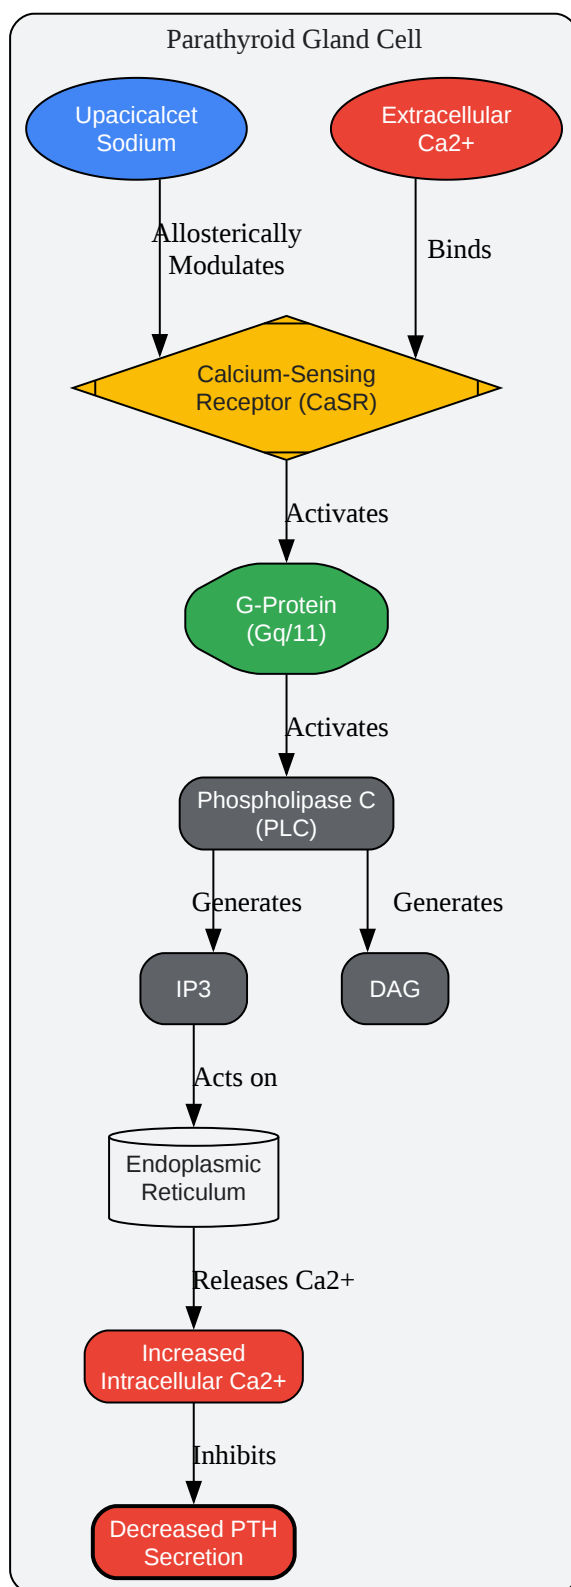 Parathyroid Gland Cell
Upacicalcet
Sodium
Extracellular
Ca2+
Allosterically
Modulates
Binds
Calcium-Sensing
Receptor (CaSR)
Activates
G-Protein
(Gq/11)
Activates
Phospholipase C
(PLC)
Generates
Generates
IP3
DAG
Acts on
Endoplasmic
Reticulum
Releases Ca2+
Increased
Intracellular Ca2+
Inhibits
Decreased PTH
Secretion